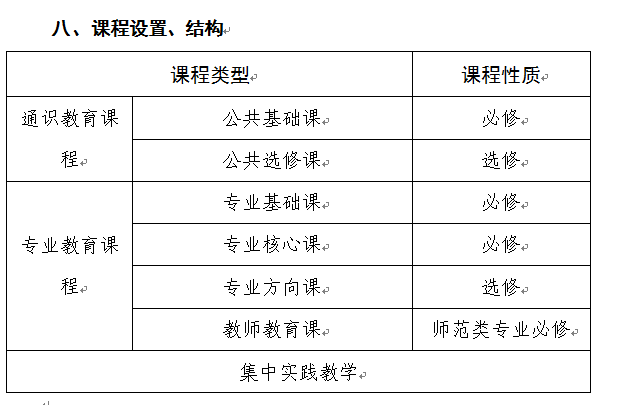 八、课程设置、结构
课程类型 课程性质
通识教育课程 公共基础课 必修
公共选修课 选修
专业教育课程 专业基础课 必修
专业核心课 必修
专业方向课 选修
教师教育课 师范类专业必修
集中实践教学